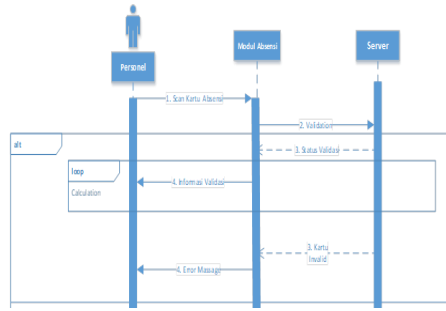 Personel
Modul Absensi
Server
1. Scan Kartu Absensi
2. Validation
alt
3. Status Validasi
loop
4. Informasi Validasi
Calculation
3. Kartu
Invalid
4. Error Message